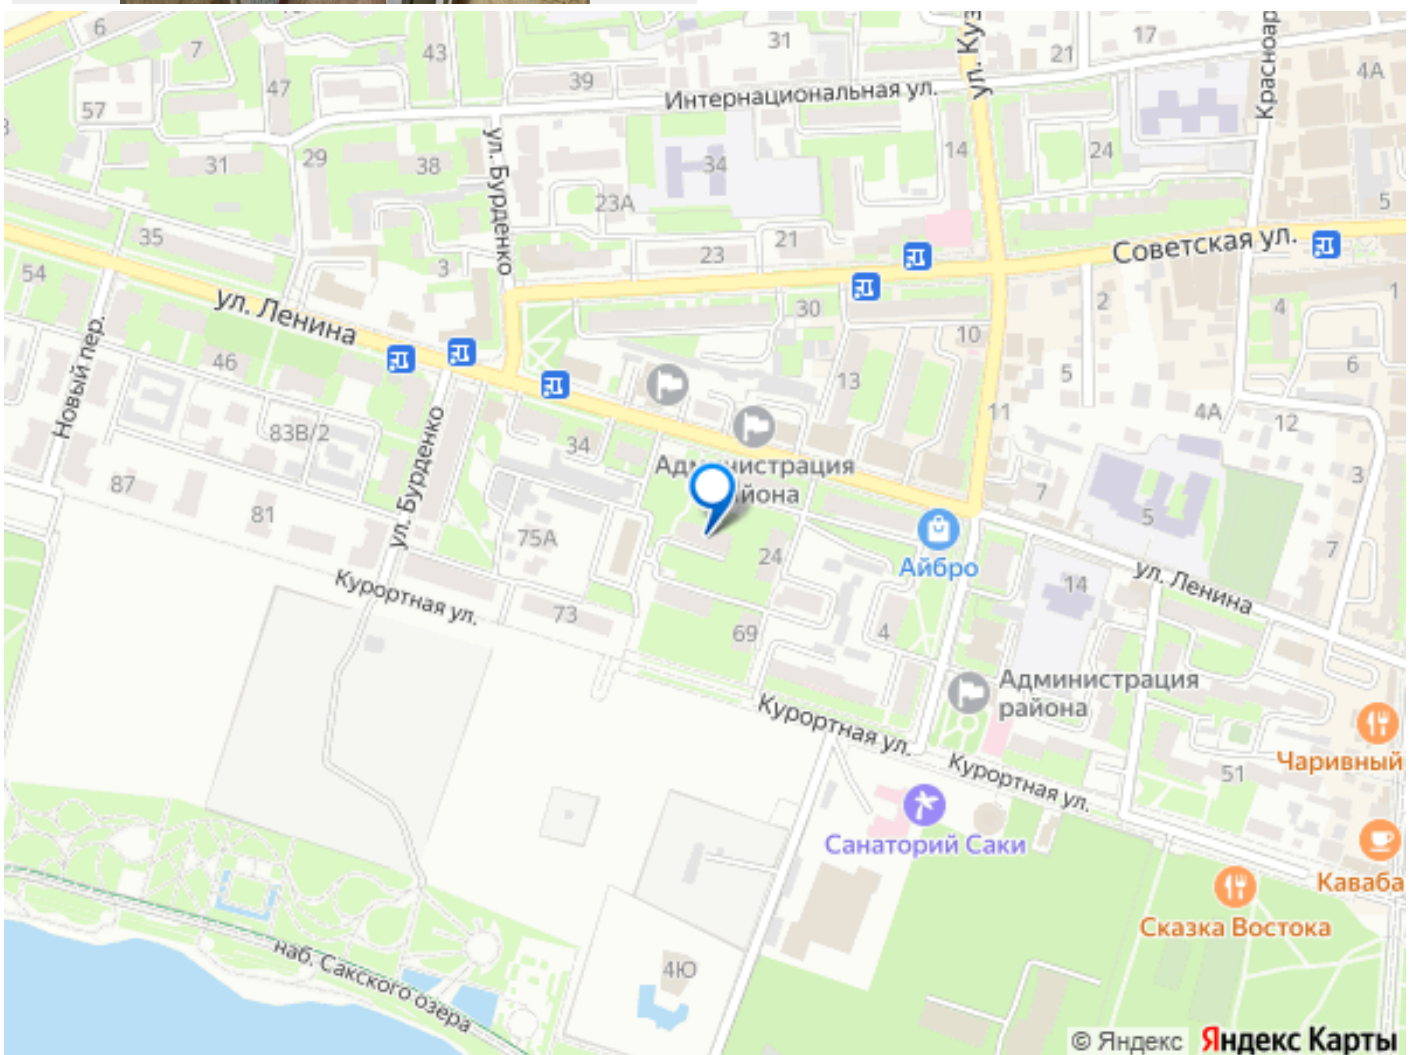 6
7
43
31
ул. Куз
21
17
Красноар
4А
47
39
57
Интернациональная ул.
31
29
38
ул. Бурденко
34
14
24
23А
5
35
3
23
21
Советская ул.
54
ул. Ленина
30
2
4
1
Новый пер.
46
10
13
5
6
83В/2
ул. Бурденко
34
11
4А
12
Администрация
района
87
81
7
3
75А
5
24
Айбро
7
Курортная ул.
14
ул. Ленина
73
69
4
Администрация
района
Курортная ул.
Чаривный
51
Курортная ул.
Санаторий Саки
Каваба
Сказка Востока
наб. Сакского озера
4Ю
© Яндекс Яндекс Карты